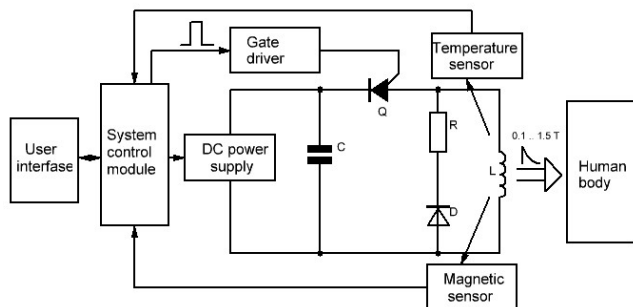 Gate
driver
Temperature
sensor
Q
User
interfase
System
control
module
DC power
supply
C
R
D
L
0.1 .. 1.5 T
Human
body
Magnetic
sensor